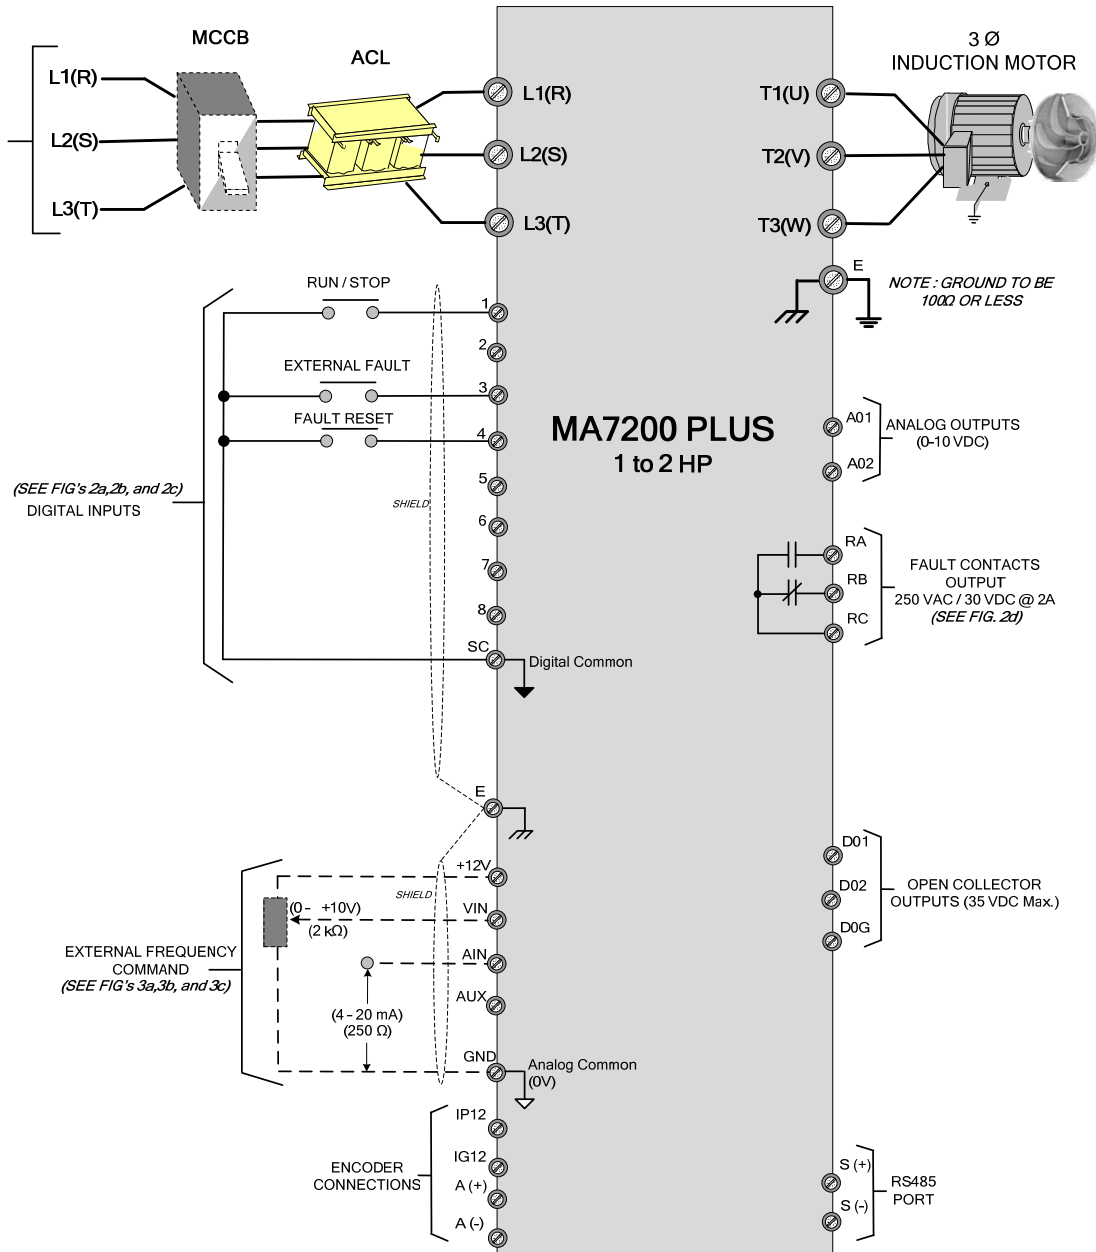 MCCB
ACL
L1(R)
L2(S)
L3(T)
L1(R)
L2(S)
L3(T)
T1(U)
T2(V)
T3(W)
3 Ø
INDUCTION MOTOR
E
NOTE : GROUND TO BE
100Ω OR LESS
RUN / STOP
1
2
EXTERNAL FAULT
3
FAULT RESET
4
5
6
7
8
SC
Digital Common
(SEE FIG's 2a,2b, and 2c)
DIGITAL INPUTS
SHIELD
MA7200 PLUS
1 to 2 HP
A01
A02
ANALOG OUTPUTS
(0-10 VDC)
RA
RB
RC
FAULT CONTACTS
OUTPUT
250 VAC / 30 VDC @ 2A
(SEE FIG. 2d)
E
+12V
SHIELD
(0- +10V)
(2 kΩ)
VIN
AIN
AUX
(4-20 mA)
(250 Ω)
GND
Analog Common
(0V)
EXTERNAL FREQUENCY
COMMAND
(SEE FIG's 3a,3b, and 3c)
D01
D02
D0G
OPEN COLLECTOR
OUTPUTS (35 VDC Max.)
IP12
IG12
A (+)
A (-)
ENCODER
CONNECTIONS
S (+)
S (-)
RS485
PORT